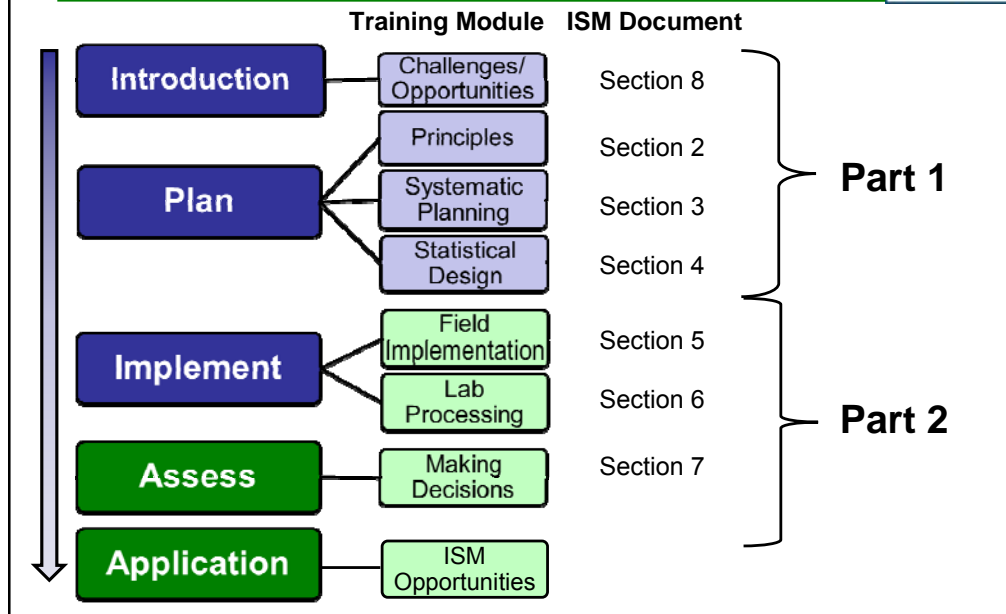 Training Module ISM Document
Introduction
Challenges/
Opportunities
Section 8
Plan
Principles
Section 2
Systematic
Planning
Section 3
Statistical
Design
Section 4
Part 1
Implement
Field
Implementation
Section 5
Lab
Processing
Section 6
Assess
Making
Decisions
Section 7
Part 2
Application
ISM
Opportunities